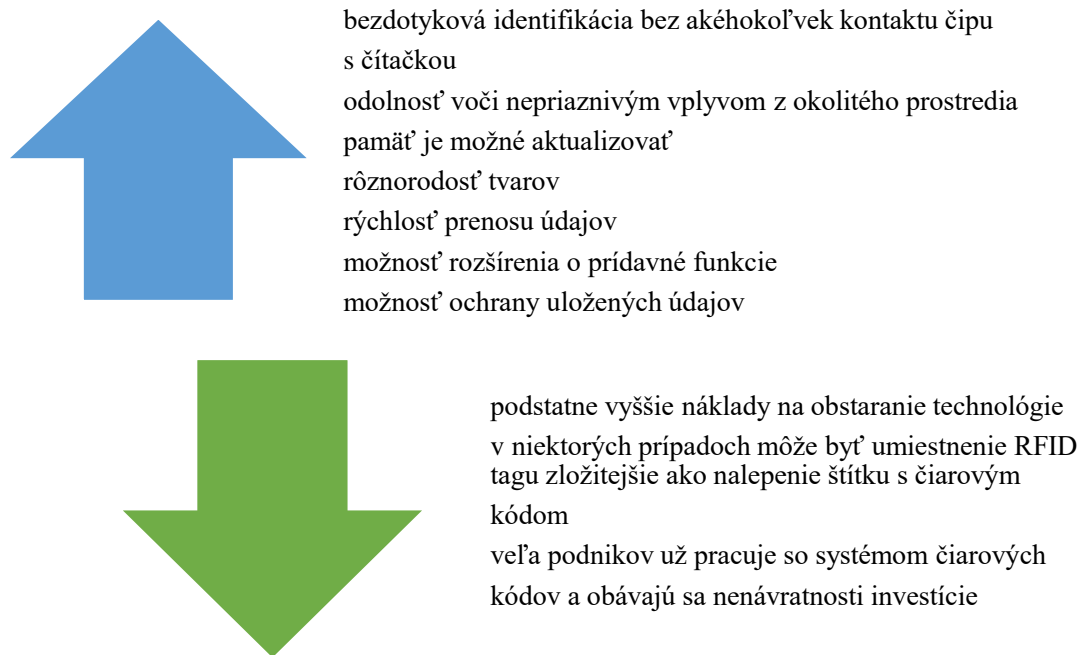 bezdotyková identifikácia bez akéhokoľvek kontaktu čipu
s čítačkou
odolnosť voči nepriaznivým vplyvom z okolitého prostredia
pamäť je možné aktualizovať
rôznorodosť tvarov
rýchlosť prenosu údajov
možnosť rozšírenia o prídavné funkcie
možnosť ochrany uložených údajov
podstatne vyššie náklady na obstaranie technológie
v niektorých prípadoch môže byť umiestnenie RFID
tagu zložitejšie ako nalepenie štítku s čiarovým
kódom
veľa podnikov už pracuje so systémom čiarových
kódov a obávajú sa nenávratnosti investície